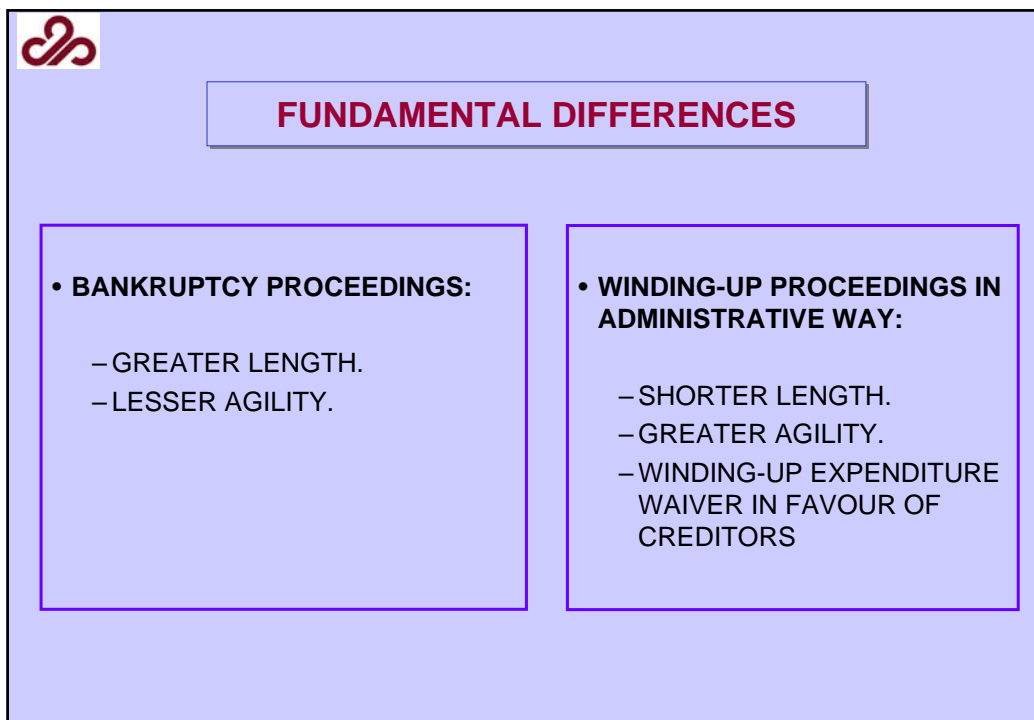 FUNDAMENTAL DIFFERENCES
• BANKRUPTCY PROCEEDINGS:
– GREATER LENGTH.
– LESSER AGILITY.
• WINDING-UP PROCEEDINGS IN
ADMINISTRATIVE WAY:
– SHORTER LENGTH.
– GREATER AGILITY.
– WINDING-UP EXPENDITURE
WAIVER IN FAVOUR OF
CREDITORS